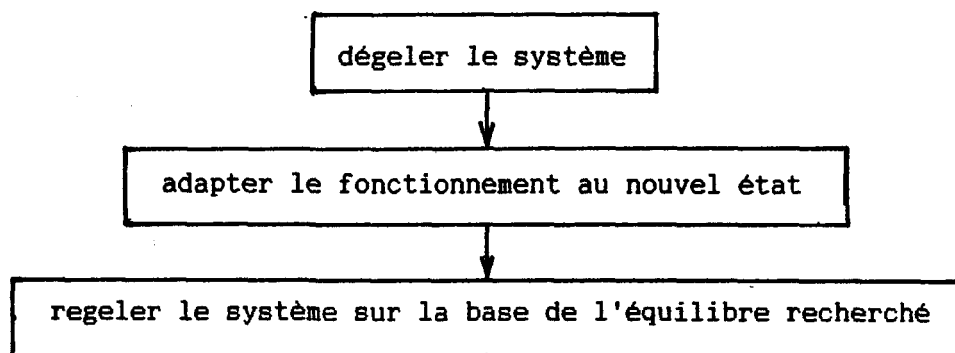 dégeler le système
adapter le fonctionnement au nouvel état
regeler le système sur la base de l'équilibre recherché